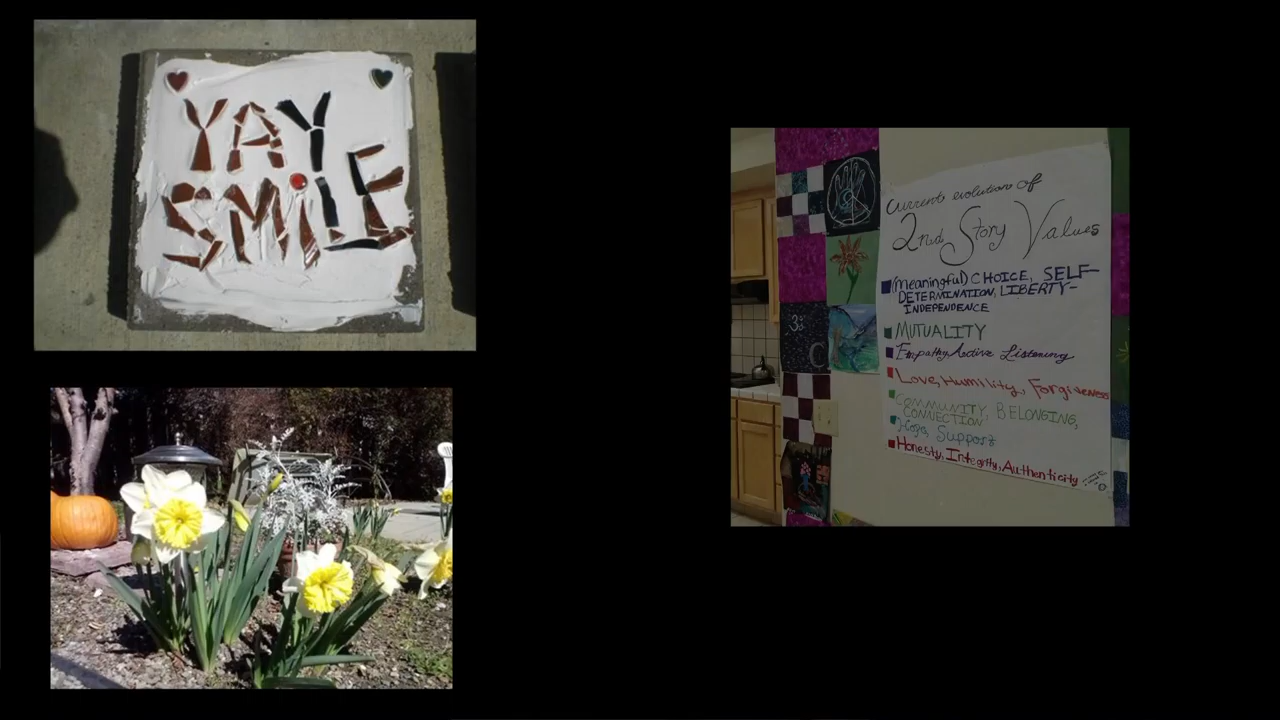 YAY
SMiLE
Current evolution of
2nd Story Values
(meaningful) CHOICE, SELF-
DETERMINATION, LIBERTY-
INDEPENDENCE
MUTUALITY
Empathy Active Listening
Love, Humility, Forgiveness
COMMUNITY, BELONGING,
CONNECTION
Hope, Support
Honesty, Integrity, Authenticity